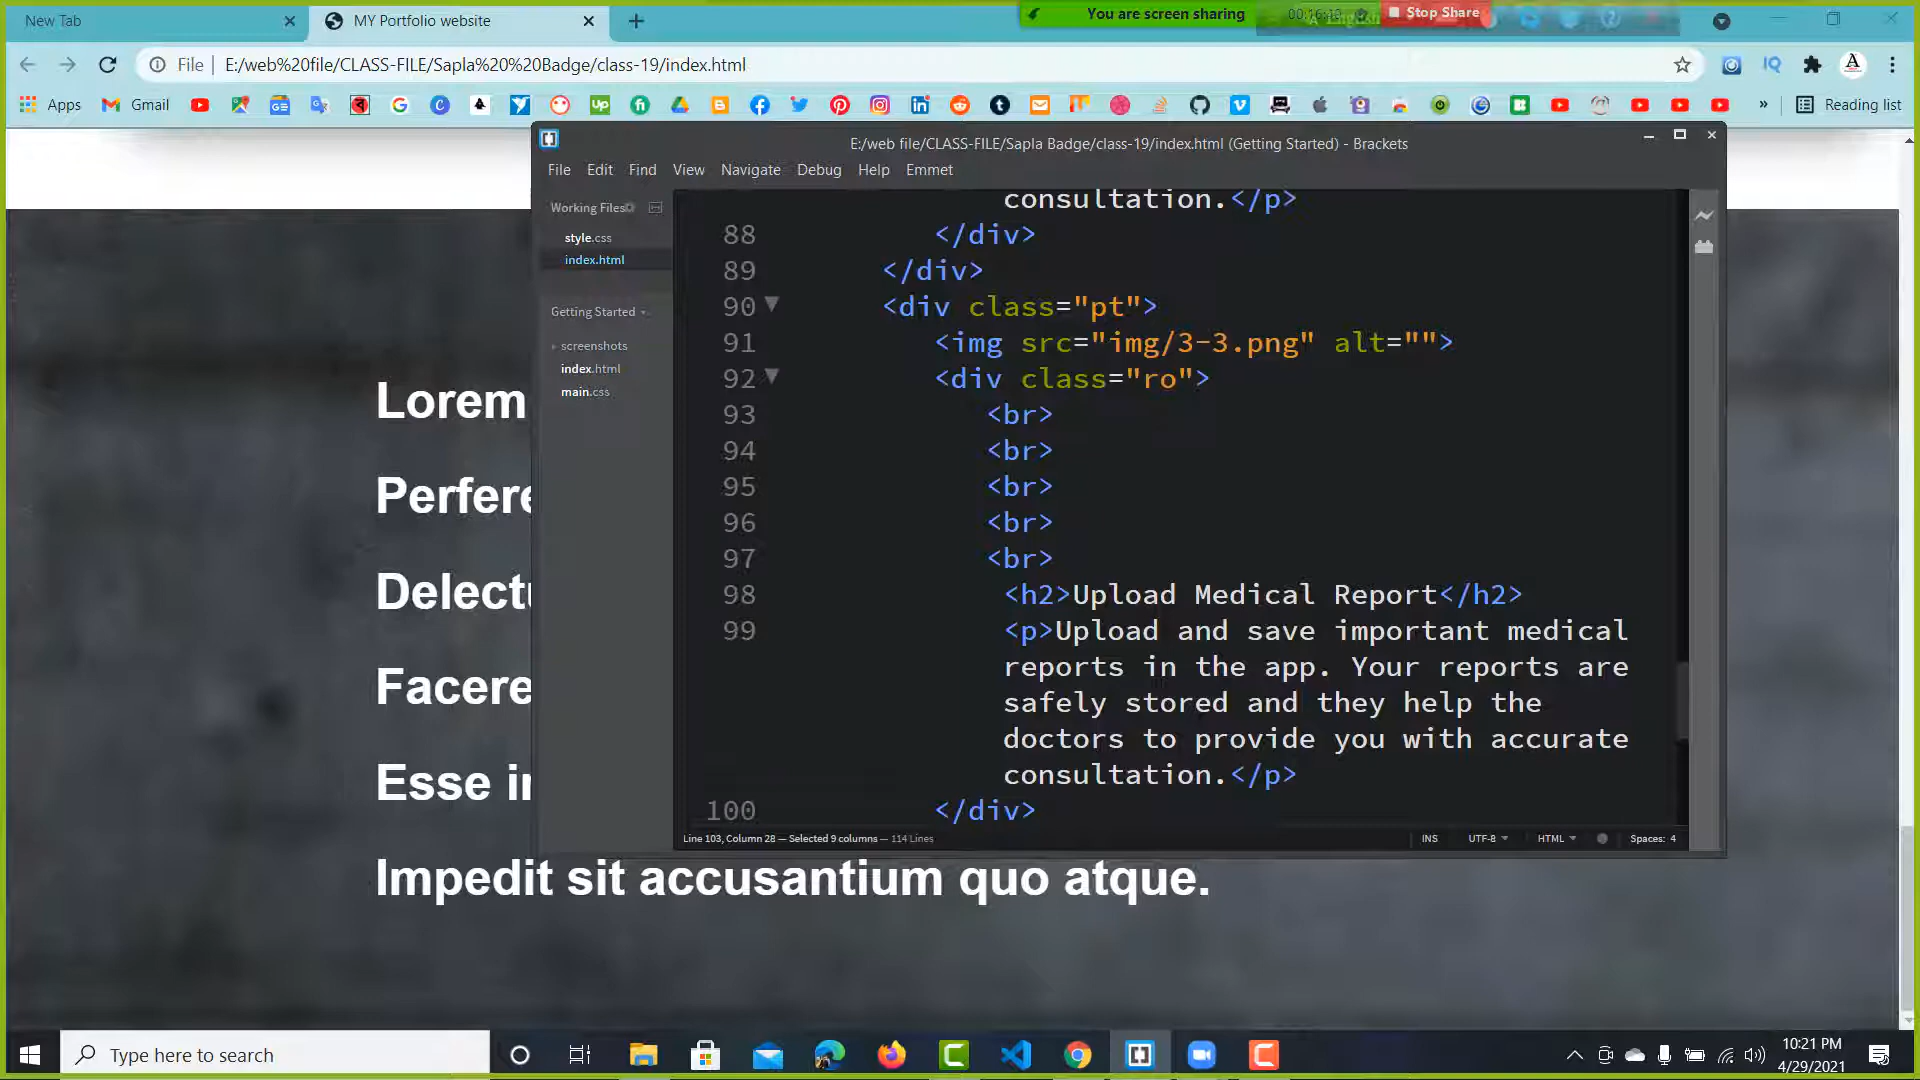 New Tab
MY Portfolio website
You are screen sharing
Stop Share
File
E:/web%20file/CLASS-FILE/Sapla%20%20Badge/class-19/index.html
Apps
Gmail
Reading list
E:/web file/CLASS-FILE/Sapla Badge/class-19/index.html (Getting Started) - Brackets
File Edit Find View Navigate Debug Help Emmet
Working Files
style.css
index.html
Getting Started
screenshots
index.html
main.css
consultation.</p>
88 </div>
89 </div>
90 <div class="pt">
91 <img src="img/3-3.png" alt="">
92 <div class="ro">
93 <br>
94 <br>
95 <br>
96 <br>
97 <br>
98 <h2>Upload Medical Report</h2>
99 <p>Upload and save important medical
reports in the app. Your reports are
safely stored and they help the
doctors to provide you with accurate
consultation.</p>
100 </div>
Line 103, Column 28 — Selected 9 columns — 114 Lines
INS
UTF-8
HTML
Spaces: 4
Lorem
Perfere
Delectu
Facere
Esse in
Impedit sit accusantium quo atque.
Type here to search
10:21 PM
4/29/2021